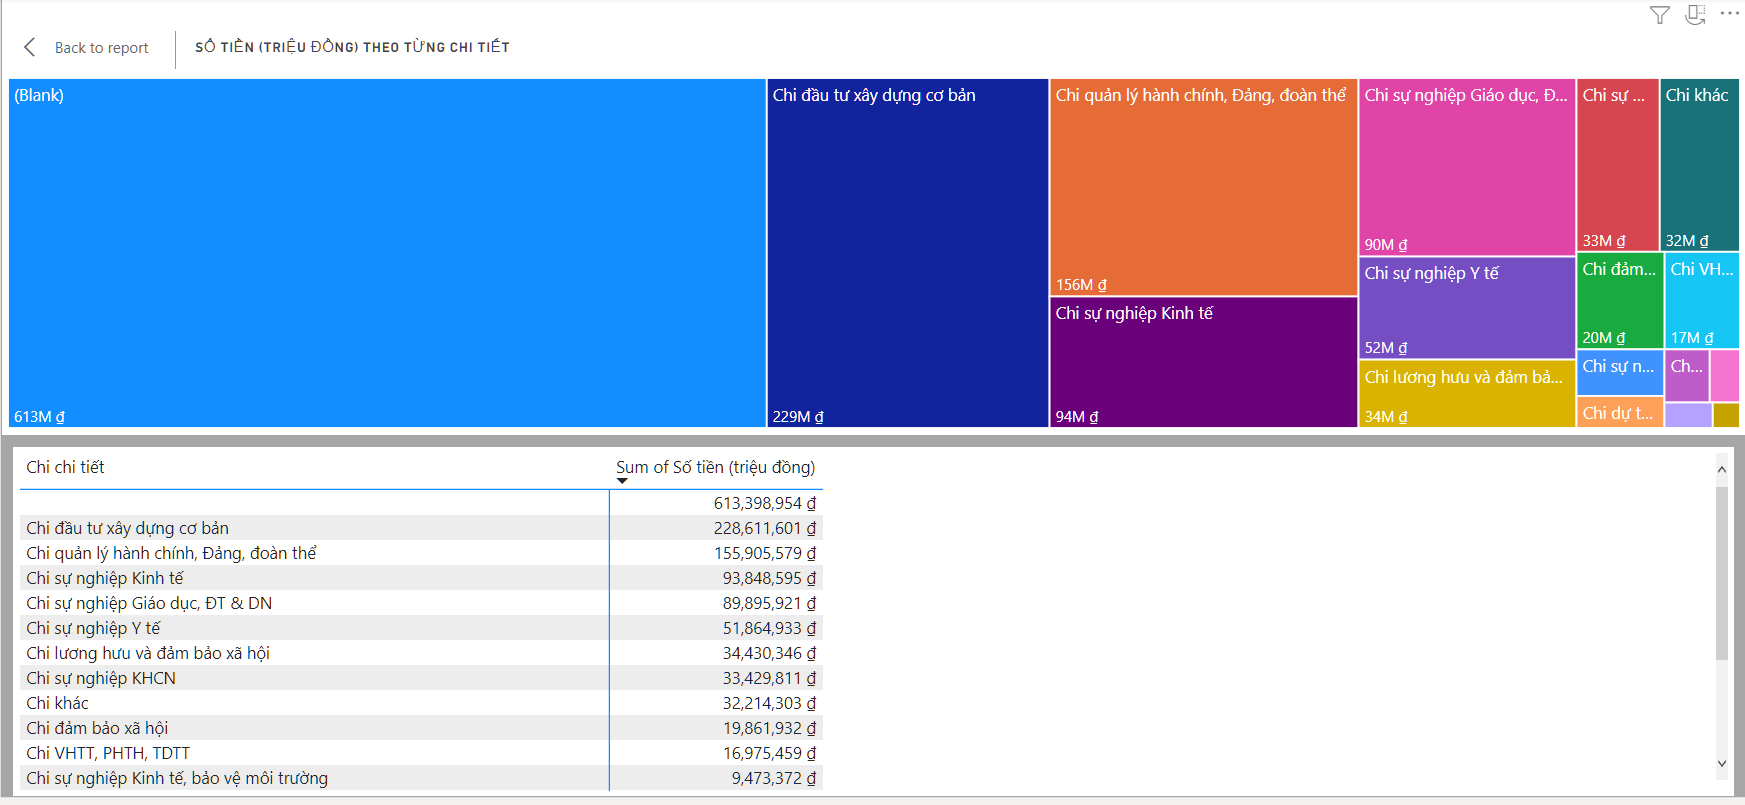 Back to report
SỐ TIỀN (TRIỆU ĐỒNG) THEO TỪNG CHI TIẾT
(Blank)
613M ₫
Chi đầu tư xây dựng cơ bản
229M ₫
Chi quản lý hành chính, Đảng, đoàn thể
156M ₫
Chi sự nghiệp Kinh tế
94M ₫
Chi sự nghiệp Giáo dục, Đ...
90M ₫
Chi sự nghiệp Y tế
52M ₫
Chi lương hưu và đảm bả...
34M ₫
Chi sự ...
33M ₫
Chi khác
32M ₫
Chi đảm...
20M ₫
Chi VH...
17M ₫
Chi sự n...
Chi dự t...
Ch...
Chi chi tiết
Sum of Số tiền (triệu đồng)
613,398,954 ₫
Chi đầu tư xây dựng cơ bản 228,611,601 ₫
Chi quản lý hành chính, Đảng, đoàn thể 155,905,579 ₫
Chi sự nghiệp Kinh tế 93,848,595 ₫
Chi sự nghiệp Giáo dục, ĐT & DN 89,895,921 ₫
Chi sự nghiệp Y tế 51,864,933 ₫
Chi lương hưu và đảm bảo xã hội 34,430,346 ₫
Chi sự nghiệp KHCN 33,429,811 ₫
Chi khác 32,214,303 ₫
Chi đảm bảo xã hội 19,861,932 ₫
Chi VHTT, PHTH, TDTT 16,975,459 ₫
Chi sự nghiệp Kinh tế, bảo vệ môi trường 9,473,372 ₫